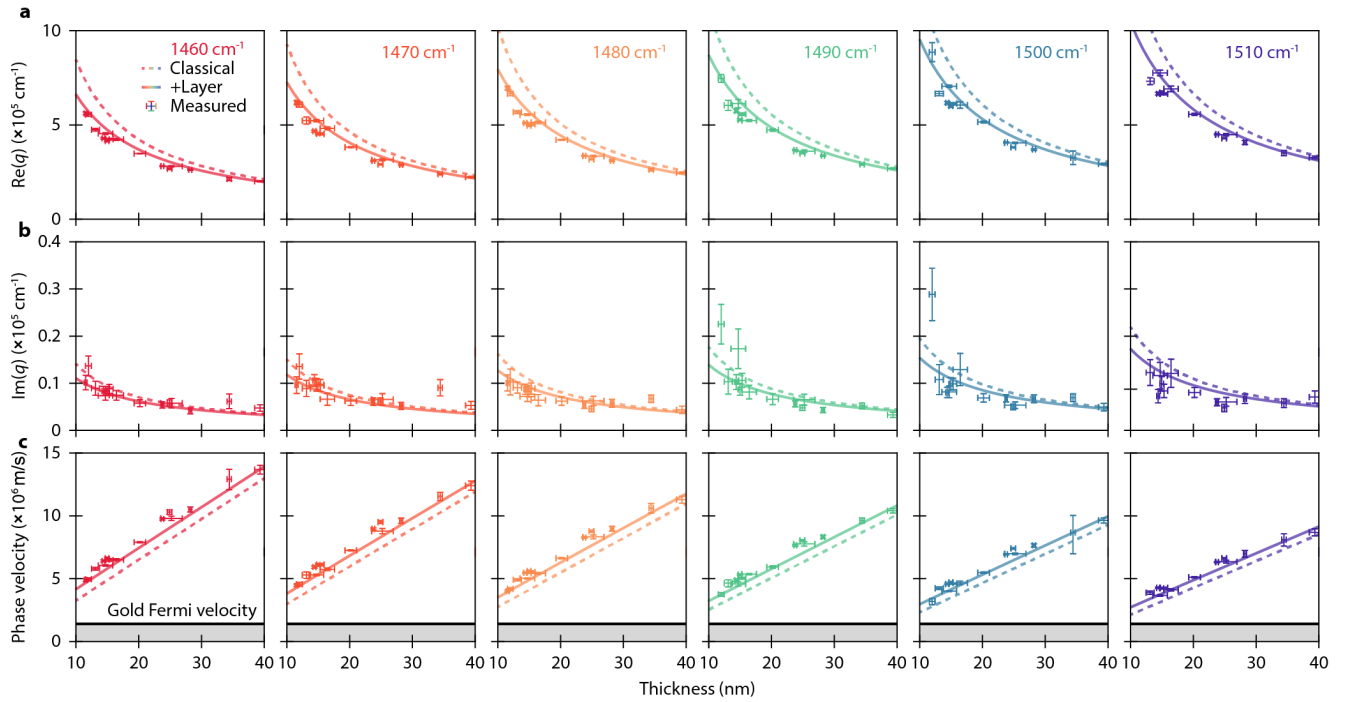 a
10
5
0
Re(q) (×10⁵ cm⁻¹)
1460 cm⁻¹
Classical
+Layer
Measured
1470 cm⁻¹
1480 cm⁻¹
1490 cm⁻¹
1500 cm⁻¹
1510 cm⁻¹
b
0.4
0.3
0.2
0.1
0
Im(q) (×10⁵ cm⁻¹)
c
15
10
5
0
Phase velocity (×10⁶ m/s)
Gold Fermi velocity
10 20 30 40 10 20 30 40 10 20 30 40 10 20 30 40 10 20 30 40 10 20 30 40
Thickness (nm)